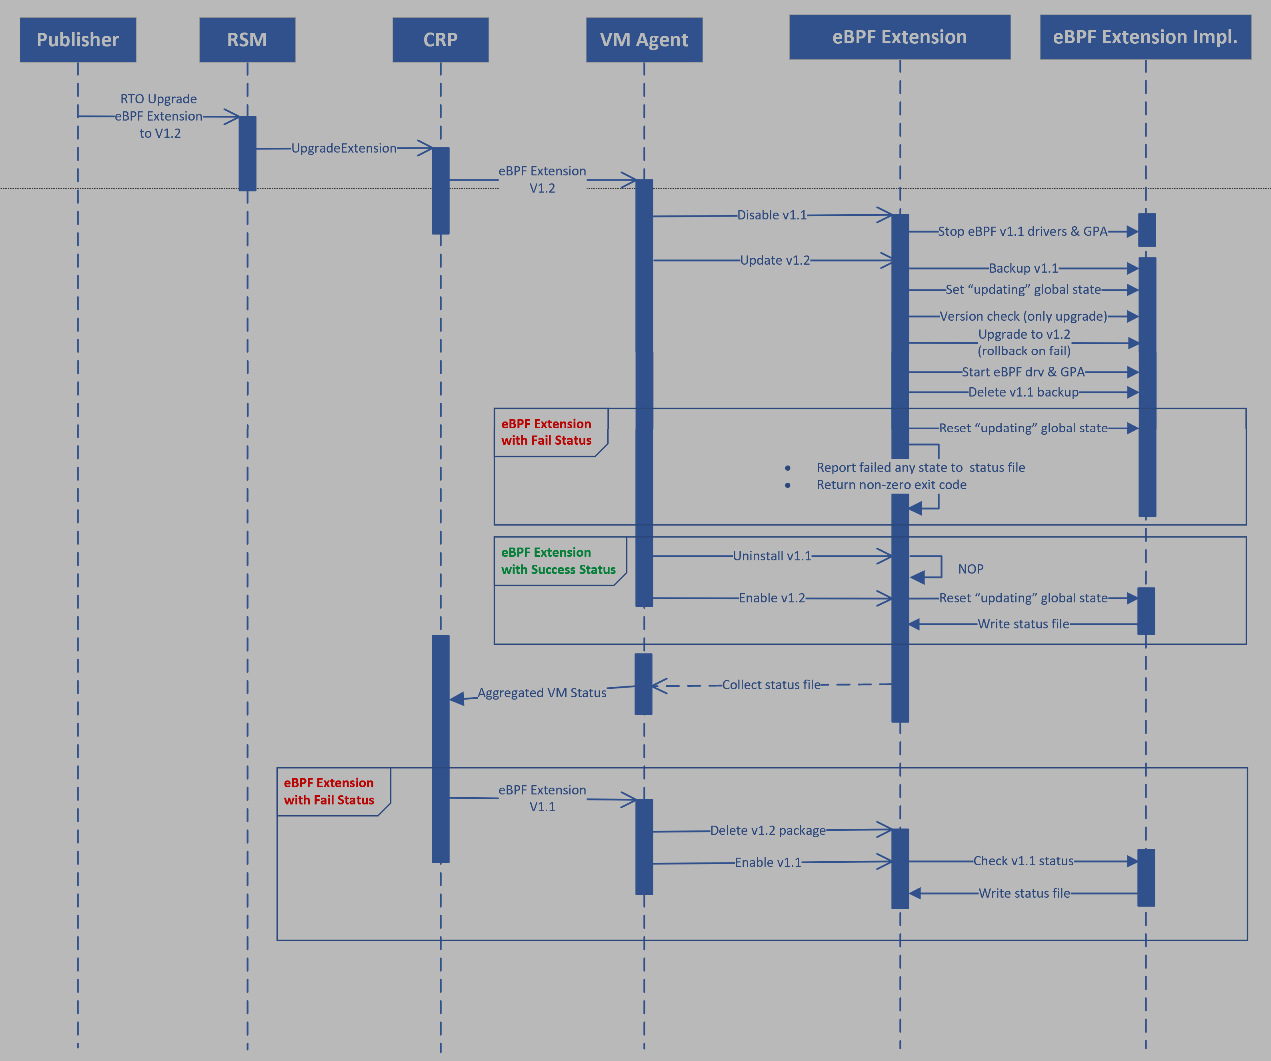 Publisher
RSM
CRP
VM Agent
eBPF Extension
eBPF Extension Impl.
RTO Upgrade
eBPF Extension
to V1.2
UpgradeExtension
eBPF Extension
V1.2
Disable v1.1
Stop eBPF v1.1 drivers & GPA
Update v1.2
Backup v1.1
Set “updating” global state
Version check (only upgrade)
Upgrade to v1.2
(rollback on fail)
Start eBPF drv & GPA
Delete v1.1 backup
eBPF Extension
with Fail Status
Reset “updating” global state
• Report failed any state to status file
• Return non-zero exit code
eBPF Extension
with Success Status
Uninstall v1.1
NOP
Enable v1.2
Reset “updating” global state
Write status file
Collect status file
Aggregated VM Status
eBPF Extension
with Fail Status
eBPF Extension
V1.1
Delete v1.2 package
Enable v1.1
Check v1.1 status
Write status file